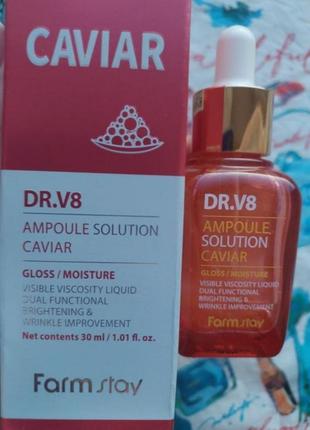 CAVIAR
DR.V8
AMPOULE SOLUTION
CAVIAR
GLOSS / MOISTURE
VISIBLE VISCOSITY LIQUID
DUAL FUNCTIONAL
BRIGHTENING &
WRINKLE IMPROVEMENT
Net contents 30 ml / 1.01 fl. oz.
Farm stay
DR.V8
AMPOULE
SOLUTION
CAVIAR
GLOSS / MOISTURE
VISIBLE VISCOSITY LIQUID
DUAL FUNCTIONAL
BRIGHTENING &
WRINKLE IMPROVEMENT
Farm stay